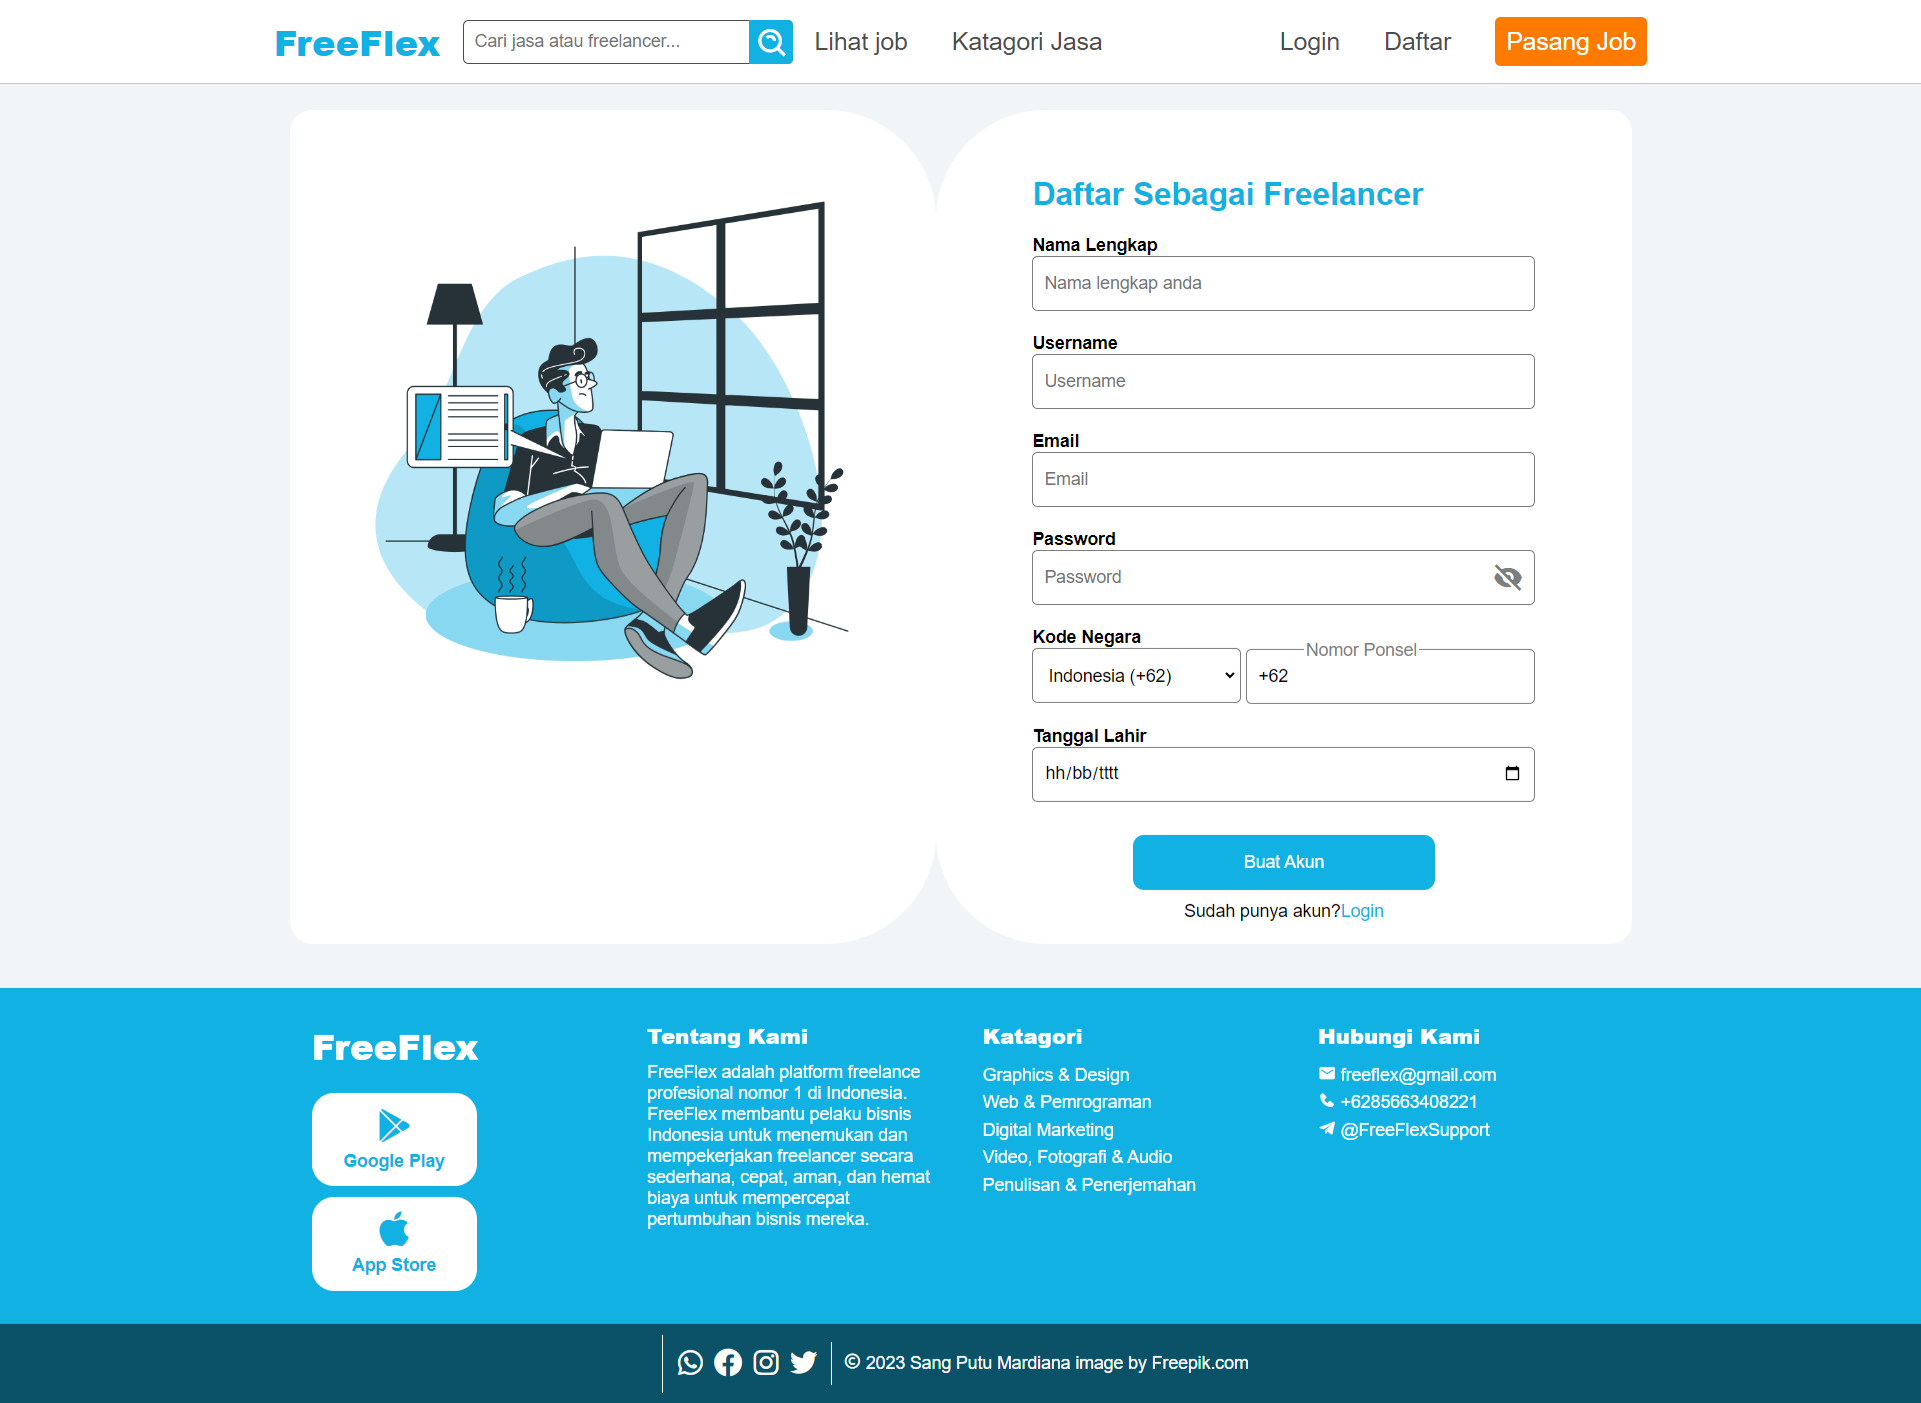 FreeFlex
Cari jasa atau freelancer...
Lihat job
Katagori Jasa
Login
Daftar
Pasang Job
Daftar Sebagai Freelancer
Nama Lengkap
Nama lengkap anda
Username
Username
Email
Email
Password
Password
Kode Negara
Indonesia (+62)
Nomor Ponsel
+62
Tanggal Lahir
hh/bb/tttt
Buat Akun
Sudah punya akun?Login
FreeFlex
Google Play
App Store
Tentang Kami
FreeFlex adalah platform freelance
profesional nomor 1 di Indonesia.
FreeFlex membantu pelaku bisnis
Indonesia untuk menemukan dan
mempekerjakan freelancer secara
sederhana, cepat, aman, dan hemat
biaya untuk mempercepat
pertumbuhan bisnis mereka.
Katagori
Graphics & Design
Web & Pemrograman
Digital Marketing
Video, Fotografi & Audio
Penulisan & Penerjemahan
Hubungi Kami
freeflex@gmail.com
+6285663408221
@FreeFlexSupport
© 2023 Sang Putu Mardiana image by Freepik.com